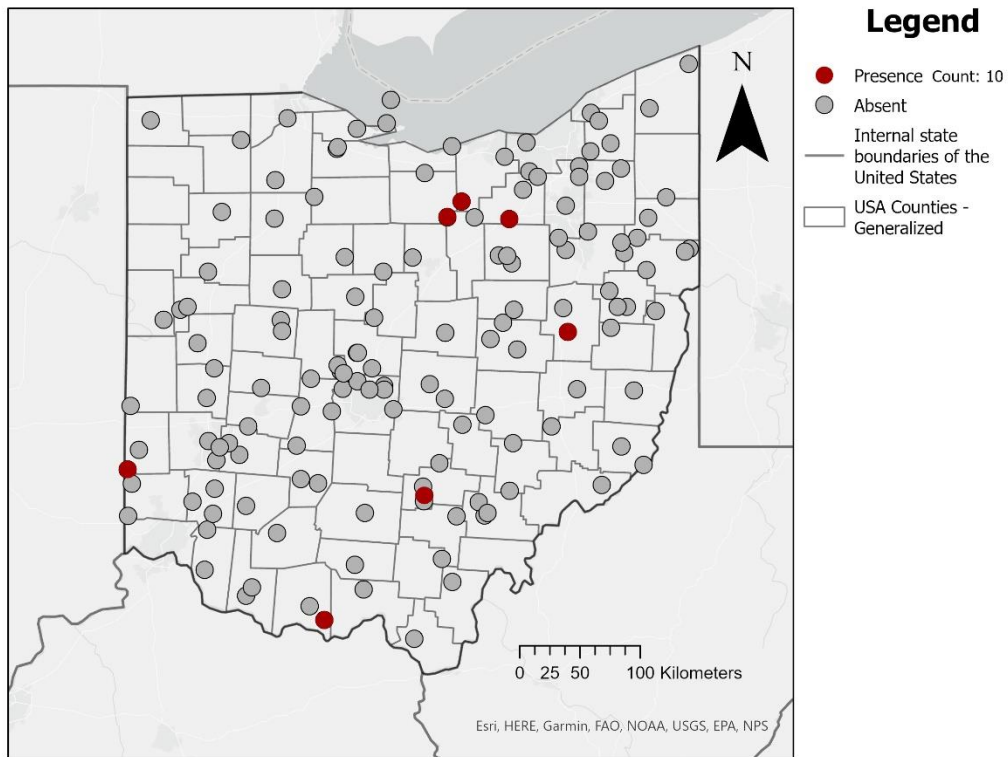 Legend
Presence Count: 10
Absent
Internal state
boundaries of the
United States
USA Counties -
Generalized
N
0 25 50 100 Kilometers
Esri, HERE, Garmin, FAO, NOAA, USGS, EPA, NPS